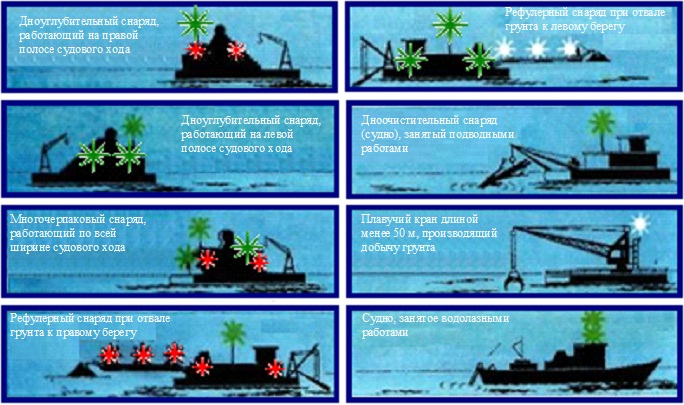 Дноуглубительный снаряд,
работающий на правой
полосе судового хода
Рефулерный снаряд при отвале
грунта к левому берегу
Дноуглубительный снаряд,
работающий на левой
полосе судового хода
Дноочистительный снаряд
(судно), занятый подводными
работами
Многочерпаковый снаряд,
работающий по всей
ширине судового хода
Плавучий кран длиной
менее 50 м, производящий
добычу грунта
Рефулерный снаряд при отвале
грунта к правому берегу
Судно, занятое водолазными
работами